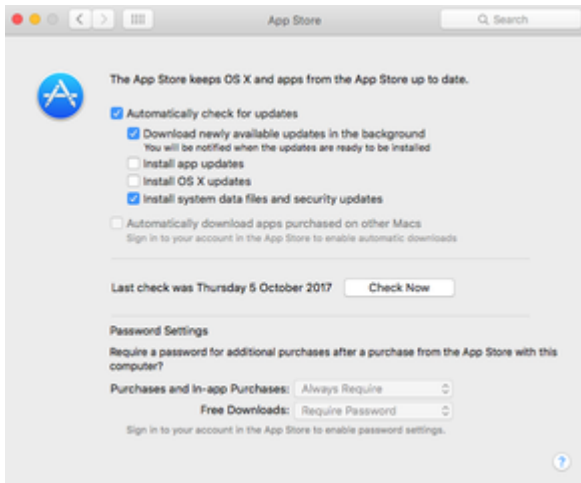 App Store
Search
The App Store keeps OS X and apps from the App Store up to date.
Automatically check for updates
Download newly available updates in the background
You will be notified when the updates are ready to be installed
Install app updates
Install OS X updates
Install system data files and security updates
Automatically download apps purchased on other Macs
Sign in to your account in the App Store to enable automatic downloads
Last check was Thursday 5 October 2017 Check Now
Password Settings
Require a password for additional purchases after a purchase from the App Store with this
computer?
Purchases and In-app Purchases: Always Require
Free Downloads: Require Password
Sign in to your account in the App Store to enable password settings.
?